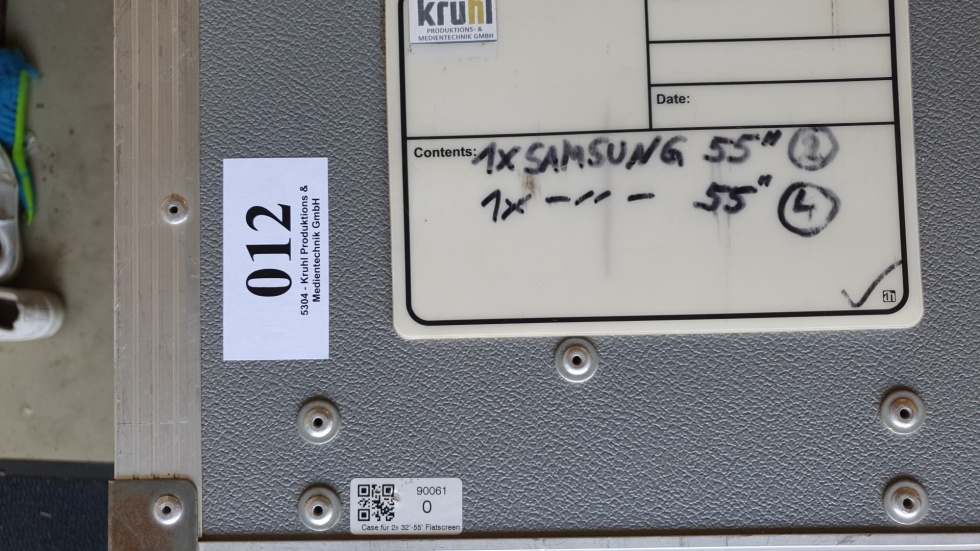 kruhl
PRODUKTIONS- &
MEDIENTECHNIK GMBH
Date:
Contents: 1x SAMSUNG 55" 2
1x -"- 55" 4
012
5304 - Kruhl Produktions &
Medientechnik GmbH
90061
0
Case für 2x 32'-55' Flatscreen